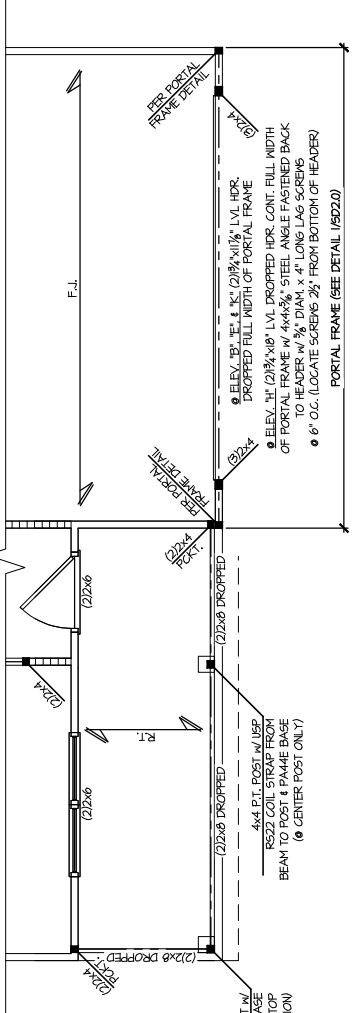 PER PORTAL
FRAME DETAIL
(3)2x4
F.J.
@ ELEV. "B", "E", & "K" (2)1¾"x11⅞" LVL HDR.
DROPPED FULL WIDTH OF PORTAL FRAME
@ ELEV. "H" (2)1¾"x18" LVL DROPPED HDR. CONT. FULL WIDTH
OF PORTAL FRAME W/ 4x4x5/16" STEEL ANGLE FASTENED BACK
TO HEADER W/ ⅜" DIAM. x 4" LONG LAG SCREWS
@ 6" O.C. (LOCATE SCREWS 2½" FROM BOTTOM OF HEADER)
PORTAL FRAME (SEE DETAIL 1/SD2.0)
PER PORTAL
FRAME DETAIL
(3)2x4
(2)2x4
PCKT.
(2)2x6
(2)2x8 DROPPED
(2)2x4
R.T.
(2)2x6
(2)2x8 DROPPED
4x4 P.T. POST W/ USP
RS22 COIL STRAP FROM
BEAM TO POST & PA44E BASE
(@ CENTER POST ONLY)
(2)2x4
PCKT.
(2)2x8 DROPPED
T W/
ASE
TOP
ION)